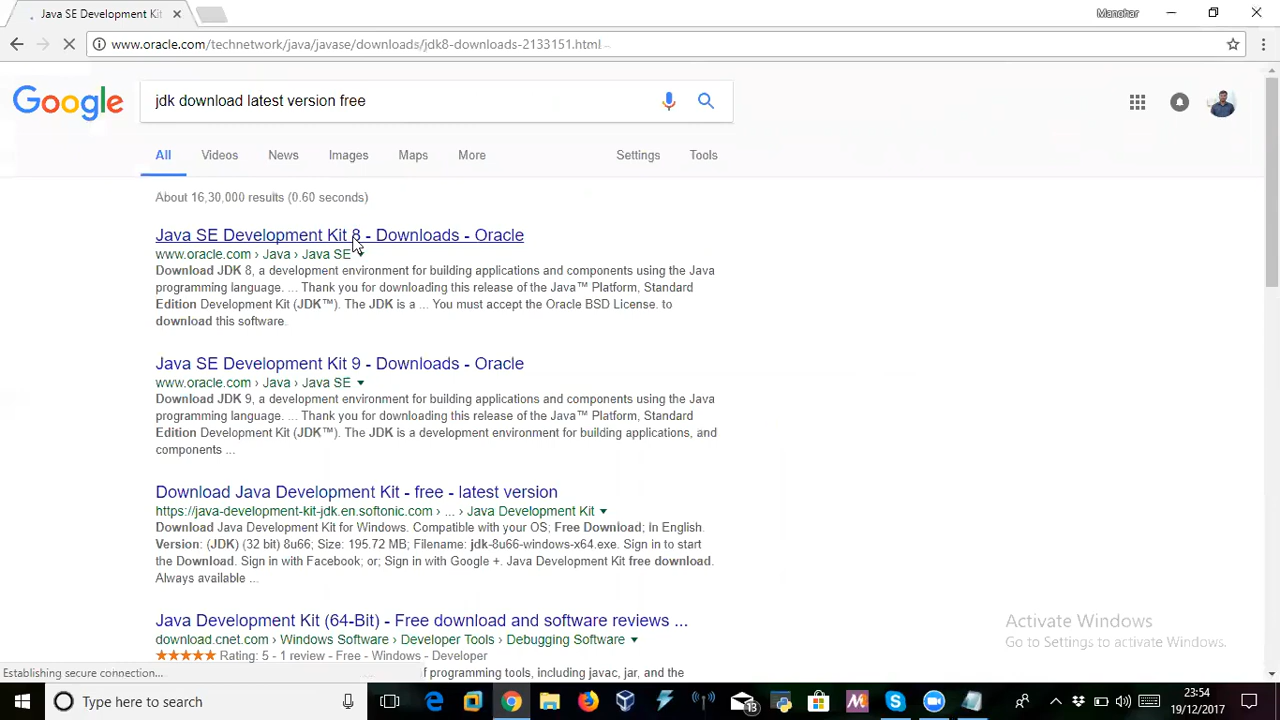 Java SE Development Kit
Manohar
www.oracle.com/technetwork/java/javase/downloads/jdk8-downloads-2133151.html
Google
jdk download latest version free
All Videos News Images Maps More Settings Tools
About 16,30,000 results (0.60 seconds)
Java SE Development Kit 8 - Downloads - Oracle
www.oracle.com › Java › Java SE
Download JDK 8, a development environment for building applications and components using the Java
programming language. ... Thank you for downloading this release of the Java™ Platform, Standard
Edition Development Kit (JDK™). The JDK is a ... You must accept the Oracle BSD License. to
download this software.
Java SE Development Kit 9 - Downloads - Oracle
www.oracle.com › Java › Java SE
Download JDK 9, a development environment for building applications and components using the Java
programming language. ... Thank you for downloading this release of the Java™ Platform, Standard
Edition Development Kit (JDK™). The JDK is a development environment for building applications, and
components ...
Download Java Development Kit - free - latest version
https://java-development-kit-jdk.en.softonic.com › ... › Java Development Kit
Download Java Development Kit for Windows. Compatible with your OS; Free Download; in English.
Version: (JDK) (32 bit) 8u66; Size: 195.72 MB; Filename: jdk-8u66-windows-x64.exe. Sign in to start
the Download. Sign in with Facebook; or; Sign in with Google +. Java Development Kit free download.
Always available ...
Java Development Kit (64-Bit) - Free download and software reviews ...
download.cnet.com › Windows Software › Developer Tools › Debugging Software
Rating: 5 - 1 review - Free - Windows - Developer
of programming tools, including javac, jar, and the
Activate Windows
Go to Settings to activate Windows.
Establishing secure connection...
Type here to search
13
23:54
19/12/2017